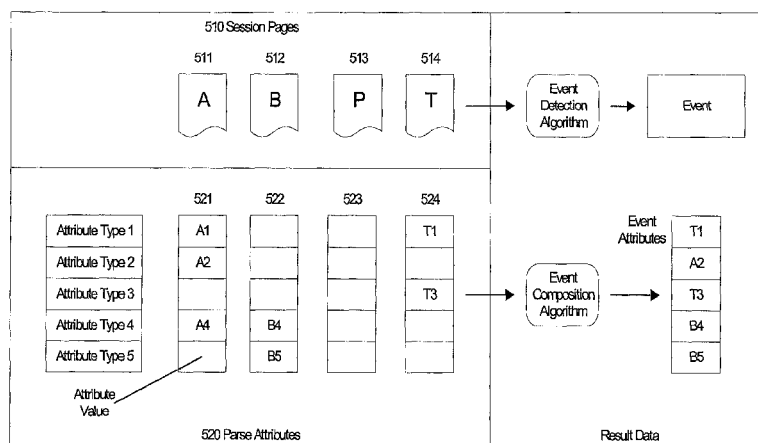 510 Session Pages
511 512 513 514
A B P T
Event
Detection
Algorithm
Event
521 522 523 524
Attribute Type 1 A1 T1
Attribute Type 2 A2
Attribute Type 3 T3
Attribute Type 4 A4 B4
Attribute Type 5 B5
Event
Composition
Algorithm
Event
Attributes
T1
A2
T3
B4
B5
Attribute
Value
520 Parse Attributes
Result Data